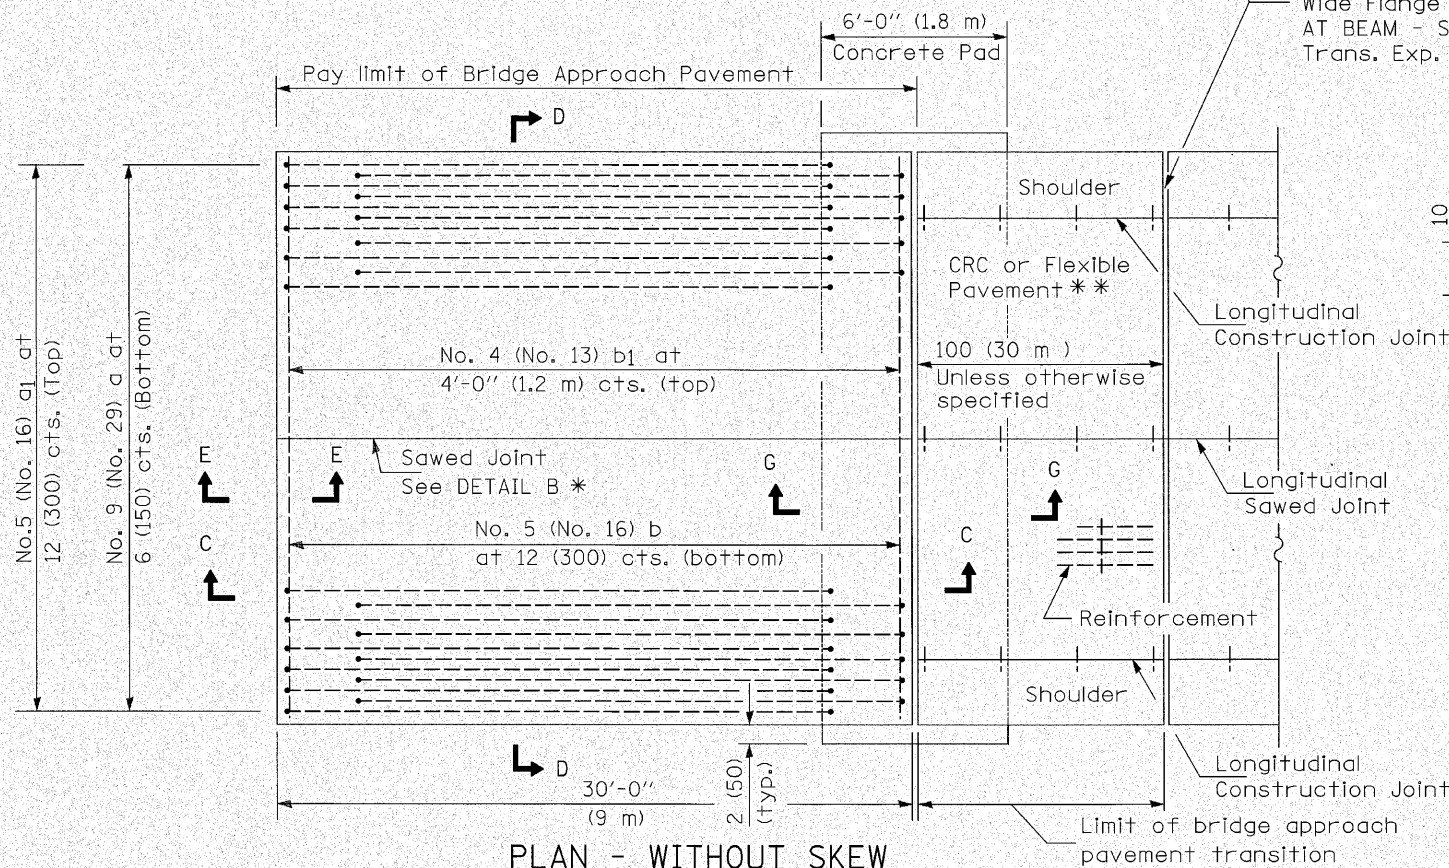 Wide Flange
AT BEAM - S
Trans. Exp.
6'-0" (1.8 m)
Concrete Pad
Pay limit of Bridge Approach Pavement
D
Shoulder
10
CRC or Flexible
Pavement * *
Longitudinal
Construction Joint
No. 4 (No. 13) b1 at
4'-0" (1.2 m) cts. (top)
100 (30 m )
Unless otherwise
specified
No.5 (No. 16) a1 at
12 (300) cts. (Top)
No. 9 (No. 29) a at
6 (150) cts. (Bottom)
E
E
Sawed Joint
See DETAIL B *
G
G
Longitudinal
Sawed Joint
No. 5 (No. 16) b
at 12 (300) cts. (bottom)
C
C
Reinforcement
Shoulder
D
30'-0"
(9 m)
2 (50)
(typ.)
Longitudinal
Construction Joint
Limit of bridge approach
pavement transition
PLAN - WITHOUT SKEW